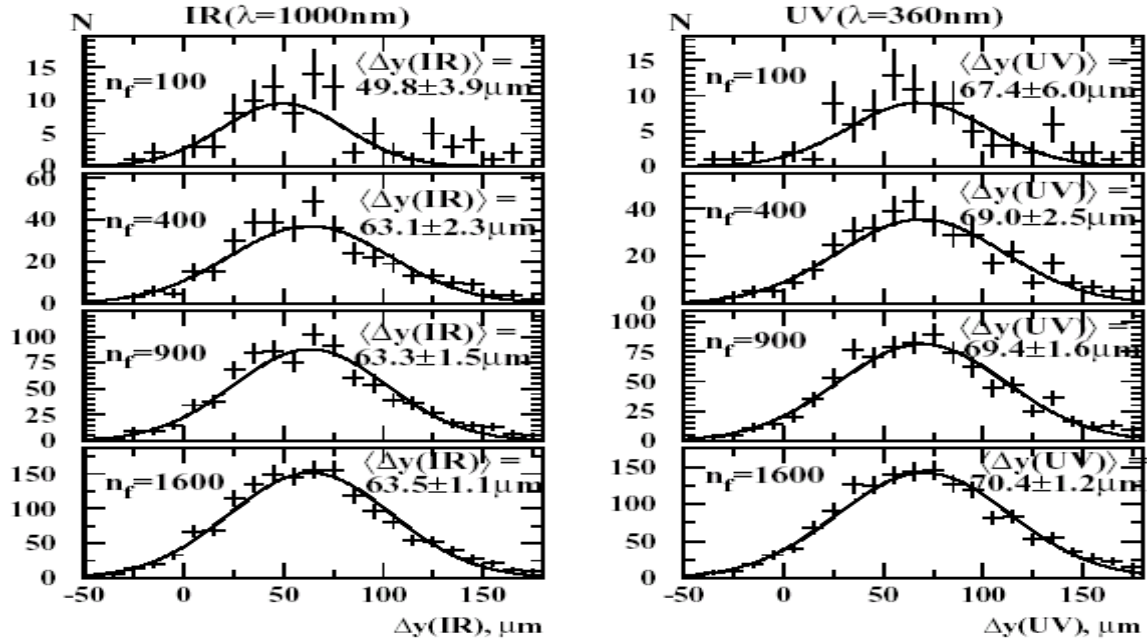 N IR(λ=1000nm)
15
10
5
0
n_f=100
⟨Δy(IR)⟩ =
49.8±3.9μm
60
40
20
0
n_f=400
⟨Δy(IR)⟩ =
63.1±2.3μm
100
75
50
25
0
n_f=900
⟨Δy(IR)⟩ =
63.3±1.5μm
150
100
50
0
n_f=1600
⟨Δy(IR)⟩ =
63.5±1.1μm
-50 0 50 100 150
Δy(IR), μm
N UV(λ=360nm)
15
10
5
0
n_f=100
⟨Δy(UV)⟩ =
67.4±6.0μm
40
20
0
n_f=400
⟨Δy(UV)⟩ =
69.0±2.5μm
100
75
50
25
0
n_f=900
⟨Δy(UV)⟩ =
69.4±1.6μm
150
100
50
0
n_f=1600
⟨Δy(UV)⟩ =
70.4±1.2μm
-50 0 50 100 150
Δy(UV), μm